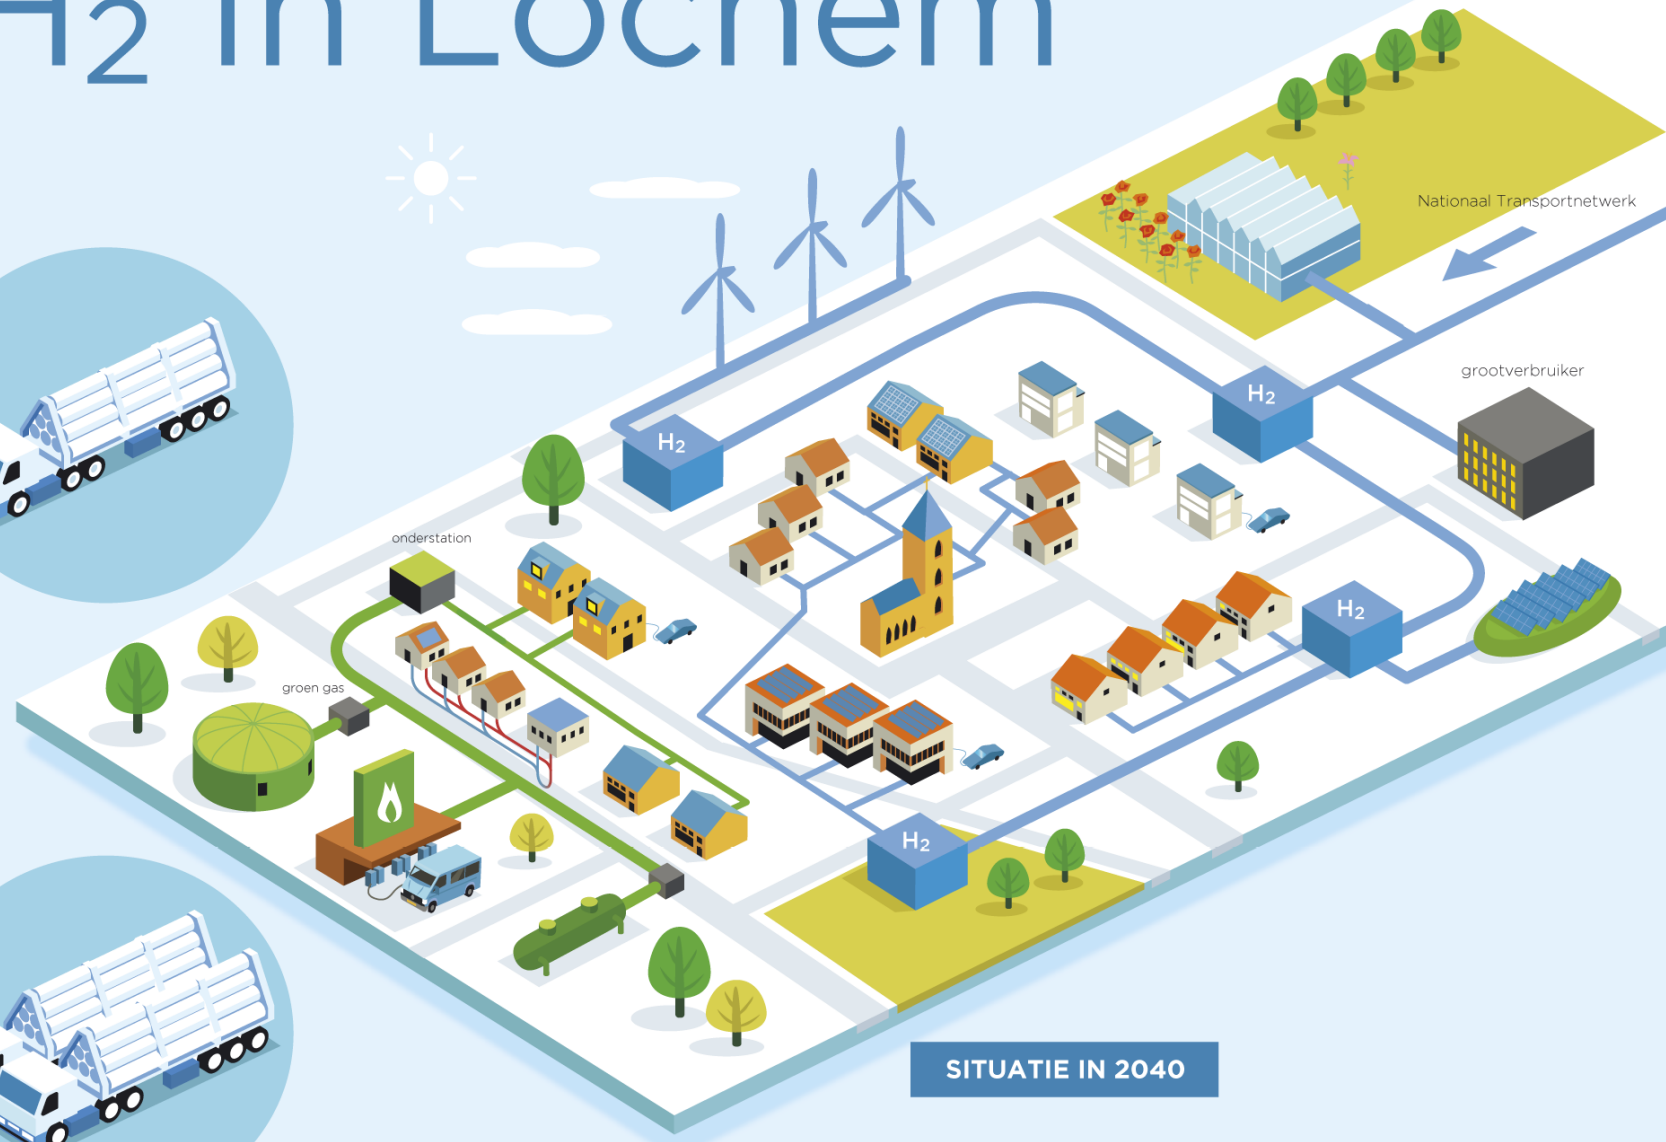 H2 in Lochem
Nationaal Transportnetwerk
grootverbruiker
H2
H2
onderstation
H2
groen gas
H2
SITUATIE IN 2040